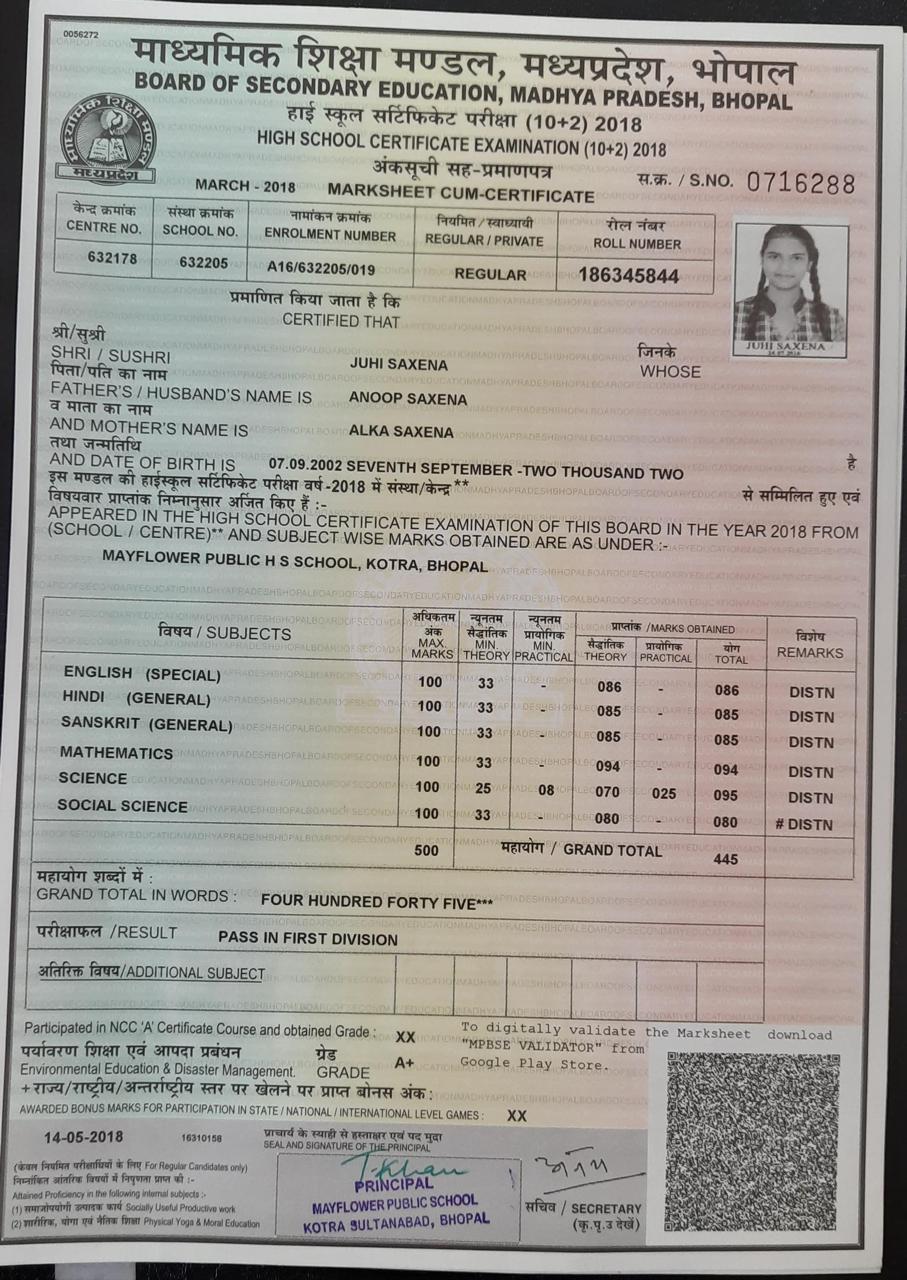 0056272
माध्यमिक शिक्षा मण्डल, मध्यप्रदेश, भोपाल
BOARD OF SECONDARY EDUCATION, MADHYA PRADESH, BHOPAL
हाई स्कूल सर्टिफिकेट परीक्षा (10+2) 2018
HIGH SCHOOL CERTIFICATE EXAMINATION (10+2) 2018
अंकसूची सह-प्रमाणपत्र
माध्यमिक शिक्षा मण्डल
मध्यप्रदेश
MARCH - 2018 MARKSHEET CUM-CERTIFICATE
स.क्र. / S.NO. 0716288
केन्द्र क्रमांक संस्था क्रमांक नामांकन क्रमांक नियमित / स्वाध्यायी रोल नंबर
CENTRE NO. SCHOOL NO. ENROLMENT NUMBER REGULAR / PRIVATE ROLL NUMBER
632178 632205 A16/632205/019 REGULAR 186345844
JUHI SAXENA
प्रमाणित किया जाता है कि
CERTIFIED THAT
श्री/सुश्री
SHRI / SUSHRI JUHI SAXENA
जिनके
WHOSE
पिता/पति का नाम
FATHER'S / HUSBAND'S NAME IS ANOOP SAXENA
व माता का नाम
AND MOTHER'S NAME IS ALKA SAXENA
तथा जन्मतिथि
AND DATE OF BIRTH IS 07.09.2002 SEVENTH SEPTEMBER -TWO THOUSAND TWO है
इस मण्डल की हाईस्कूल सर्टिफिकेट परीक्षा वर्ष-2018 में संस्था/केन्द्र** से सम्मिलित हुए एवं
विषयवार प्राप्तांक निम्नानुसार अर्जित किए हैं :-
APPEARED IN THE HIGH SCHOOL CERTIFICATE EXAMINATION OF THIS BOARD IN THE YEAR 2018 FROM
(SCHOOL / CENTRE)** AND SUBJECT WISE MARKS OBTAINED ARE AS UNDER :-
MAYFLOWER PUBLIC H S SCHOOL, KOTRA, BHOPAL
विषय / SUBJECTS
अधिकतम अंक MAX. MARKS
न्यूनतम सैद्धांतिक MIN. THEORY
न्यूनतम प्रायोगिक MIN. PRACTICAL
प्राप्तांक /MARKS OBTAINED
सैद्धांतिक THEORY
प्रायोगिक PRACTICAL
योग TOTAL
विशेष REMARKS
ENGLISH (SPECIAL) 100 33 - 086 - 086 DISTN
HINDI (GENERAL) 100 33 - 085 - 085 DISTN
SANSKRIT (GENERAL) 100 33 - 085 - 085 DISTN
MATHEMATICS 100 33 - 094 - 094 DISTN
SCIENCE 100 25 08 070 025 095 DISTN
SOCIAL SCIENCE 100 33 - 080 - 080 # DISTN
500 महायोग / GRAND TOTAL 445
महायोग शब्दों में :
GRAND TOTAL IN WORDS : FOUR HUNDRED FORTY FIVE***
परीक्षाफल /RESULT PASS IN FIRST DIVISION
अतिरिक्त विषय/ADDITIONAL SUBJECT
Participated in NCC 'A' Certificate Course and obtained Grade : XX
पर्यावरण शिक्षा एवं आपदा प्रबंधन ग्रेड
Environmental Education & Disaster Management. GRADE A+
+ राज्य/राष्ट्रीय/अन्तर्राष्ट्रीय स्तर पर खेलने पर प्राप्त बोनस अंक :
AWARDED BONUS MARKS FOR PARTICIPATION IN STATE / NATIONAL / INTERNATIONAL LEVEL GAMES : XX
To digitally validate the Marksheet download
"MPBSE VALIDATOR" from
Google Play Store.
14-05-2018 16310158
प्राचार्य के स्याही से हस्ताक्षर एवं पद मुद्रा
SEAL AND SIGNATURE OF THE PRINCIPAL
(केवल नियमित परीक्षार्थियों के लिए For Regular Candidates only)
निम्नांकित आंतरिक विषयों में निपुणता प्राप्त की :-
Attained Proficiency in the following internal subjects :-
(1) समाजोपयोगी उत्पादक कार्य Socially Useful Productive work
(2) शारीरिक, योग एवं नैतिक शिक्षा Physical Yoga & Moral Education
T.Khan
PRINCIPAL
MAYFLOWER PUBLIC SCHOOL
KOTRA SULTANABAD, BHOPAL
सचिव / SECRETARY
(कृ.पृ.उ देखें)